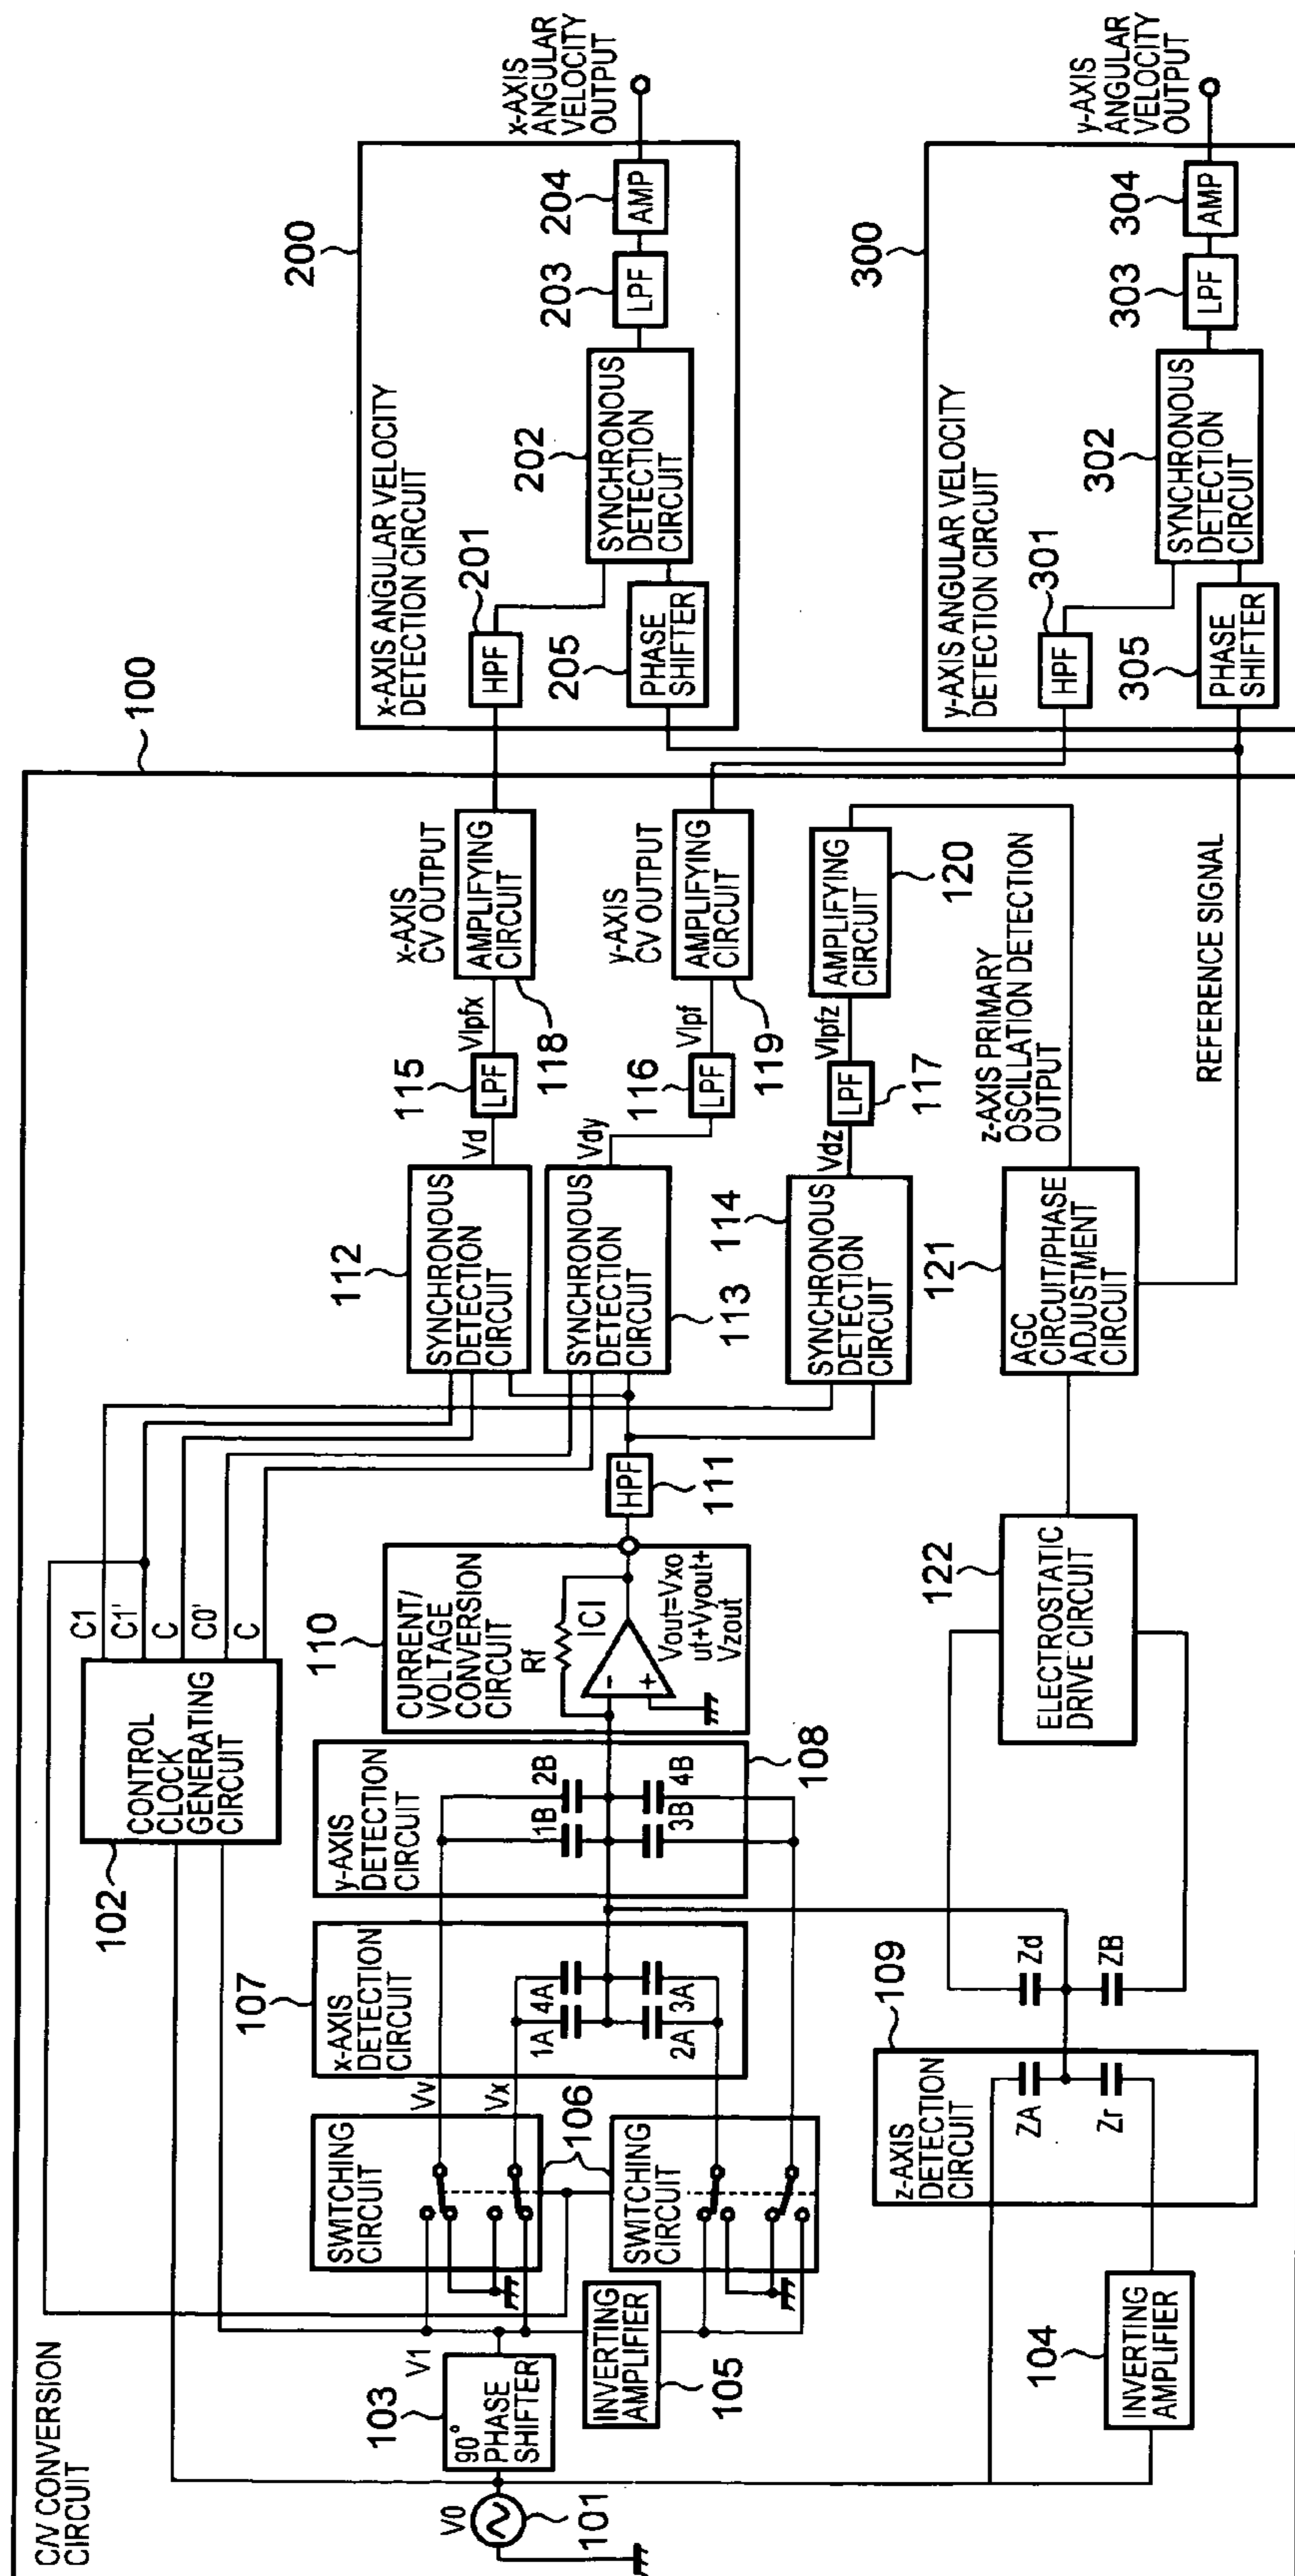 C/V CONVERSION
CIRCUIT
100
V0
101
103
90°
PHASE
SHIFTER
V1
INVERTING
AMPLIFIER
105
104
INVERTING
AMPLIFIER
102
CONTROL
CLOCK
GENERATING
CIRCUIT
C1
C1'
C
C0'
C
SWITCHING
CIRCUIT
106
SWITCHING
CIRCUIT
Vv
Vx
107
x-AXIS
DETECTION
CIRCUIT
1A
4A
2A
3A
y-AXIS
DETECTION
CIRCUIT
108
1B
2B
3B
4B
109
z-AXIS
DETECTION
CIRCUIT
ZA
Zr
Zd
ZB
110
CURRENT/
VOLTAGE
CONVERSION
CIRCUIT
Rf
ICI
-
+
Vout=Vxo
ut+Vyout+
Vzout
HPF
111
112
SYNCHRONOUS
DETECTION
CIRCUIT
SYNCHRONOUS
DETECTION
CIRCUIT
113
114
SYNCHRONOUS
DETECTION
CIRCUIT
Vd
Vdy
Vdz
115
LPF
116
LPF
LPF
117
Vlpfx
Vlpf
Vlpfz
x-AXIS
CV OUTPUT
AMPLIFYING
CIRCUIT
118
y-AXIS
CV OUTPUT
AMPLIFYING
CIRCUIT
119
AMPLIFYING
CIRCUIT
120
z-AXIS PRIMARY
OSCILLATION DETECTION
OUTPUT
121
AGC
CIRCUIT/PHASE
ADJUSTMENT
CIRCUIT
122
ELECTROSTATIC
DRIVE CIRCUIT
REFERENCE SIGNAL
200
x-AXIS ANGULAR VELOCITY
DETECTION CIRCUIT
201
HPF
205
PHASE
SHIFTER
202
SYNCHRONOUS
DETECTION
CIRCUIT
203
LPF
204
AMP
x-AXIS
ANGULAR
VELOCITY
OUTPUT
300
y-AXIS ANGULAR VELOCITY
DETECTION CIRCUIT
301
HPF
305
PHASE
SHIFTER
302
SYNCHRONOUS
DETECTION
CIRCUIT
303
LPF
304
AMP
y-AXIS
ANGULAR
VELOCITY
OUTPUT